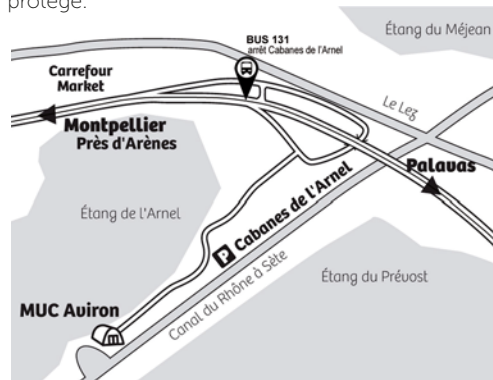 protégé.
Étang du Méjean
BUS 131
arrêt Cabanes de l'Arnel
Carrefour
Market
Le Lez
Montpellier
Près d'Arènes
Palavas
Cabanes de l'Arnel
P
Étang de l'Arnel
Canal du Rhône à Sète
Étang du Prévost
MUC Aviron